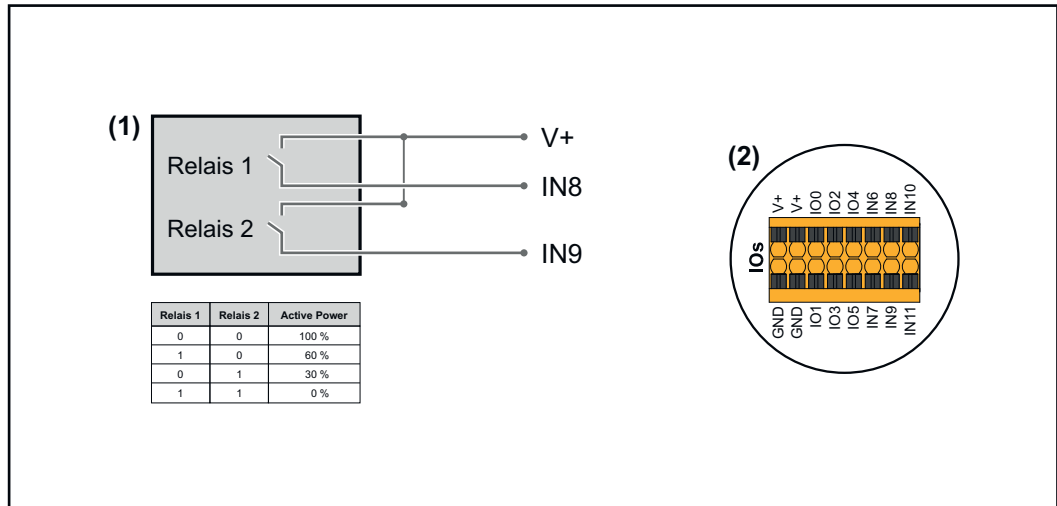 (1)
Relais 1
Relais 2
V+
IN8
IN9
Relais 1 Relais 2 Active Power
0 0 100 %
1 0 60 %
0 1 30 %
1 1 0 %
(2)
V+ V+ IO0 IO2 IO4 IN6 IN8 IN10
IOs
GND GND IO1 IO3 IO5 IN7 IN9 IN11